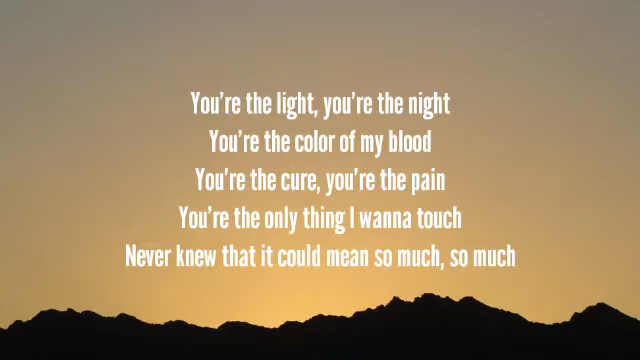 You're the light, you're the night
You're the color of my blood
You're the cure, you're the pain
You're the only thing I wanna touch
Never knew that it could mean so much, so much